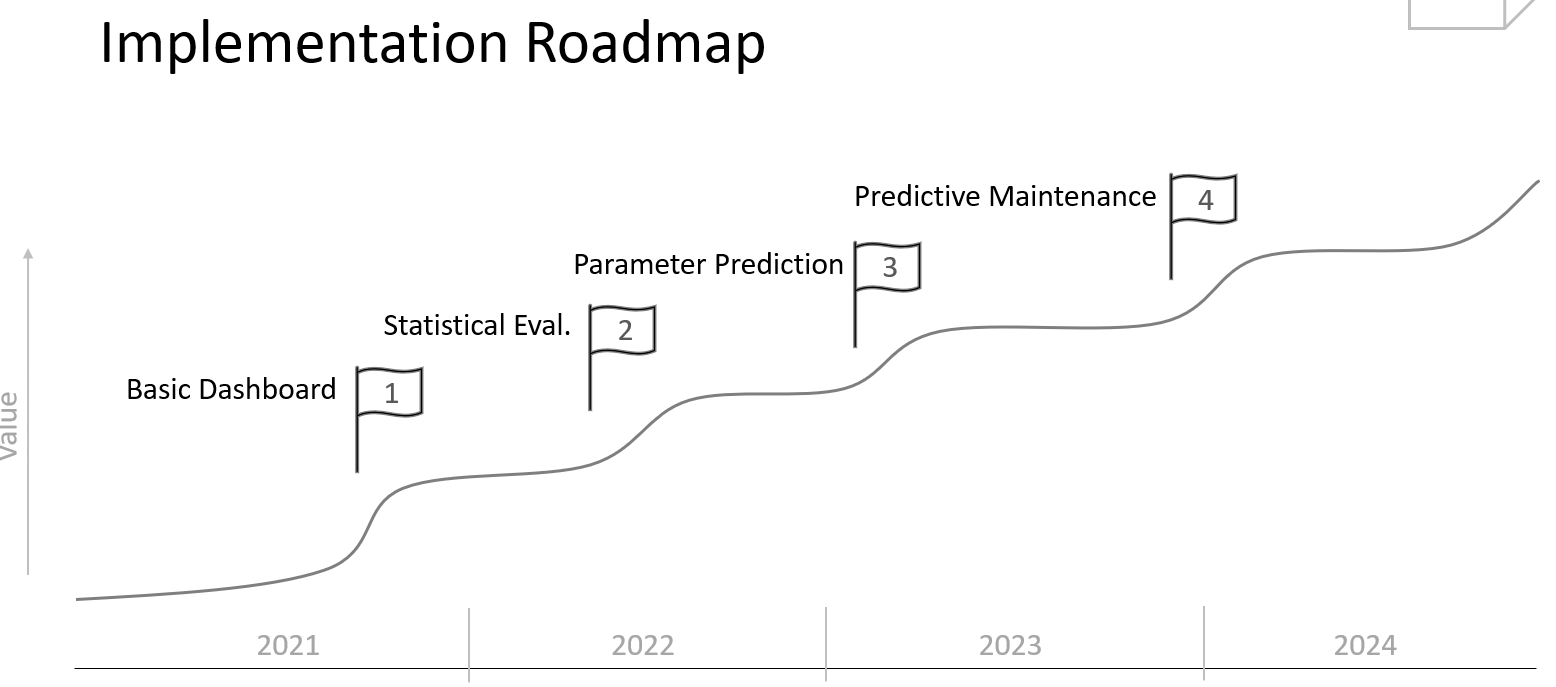 Implementation Roadmap
Predictive Maintenance
4
Parameter Prediction
3
Statistical Eval.
2
Basic Dashboard
1
Value
2021
2022
2023
2024